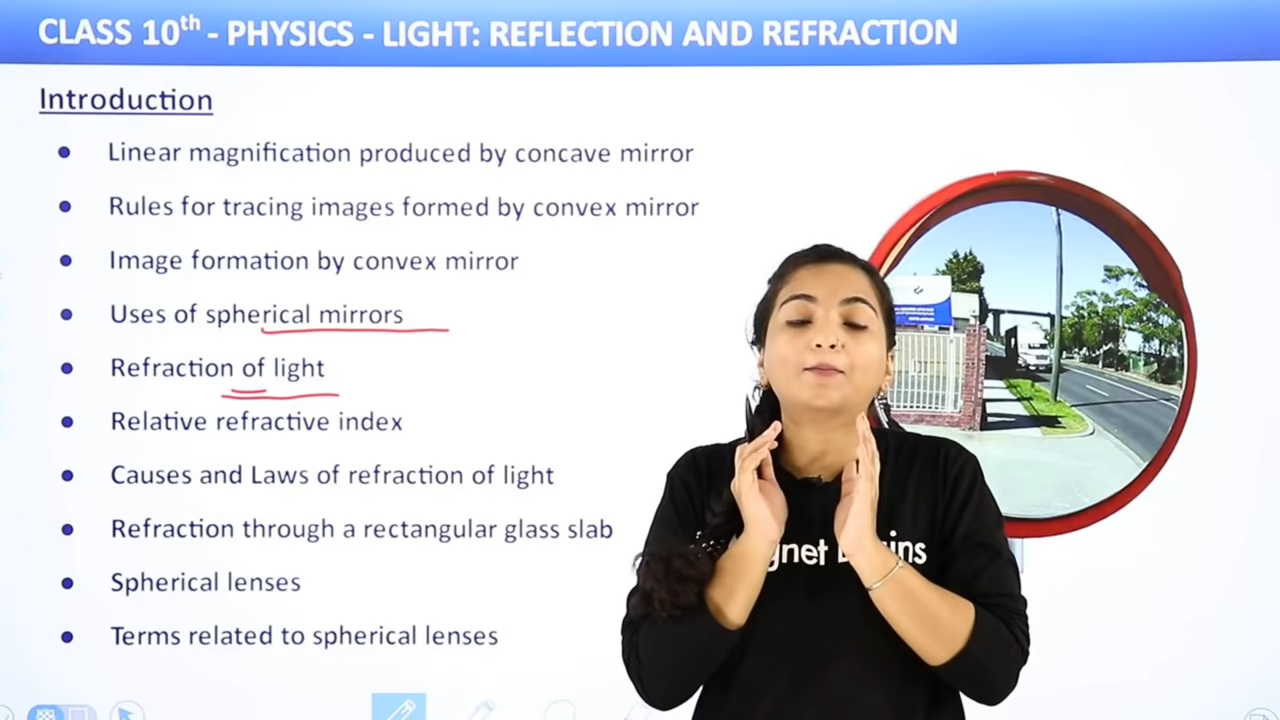 CLASS 10th - PHYSICS - LIGHT: REFLECTION AND REFRACTION
Introduction
Linear magnification produced by concave mirror
Rules for tracing images formed by convex mirror
Image formation by convex mirror
Uses of spherical mirrors
Refraction of light
Relative refractive index
Causes and Laws of refraction of light
Refraction through a rectangular glass slab
Spherical lenses
Terms related to spherical lenses